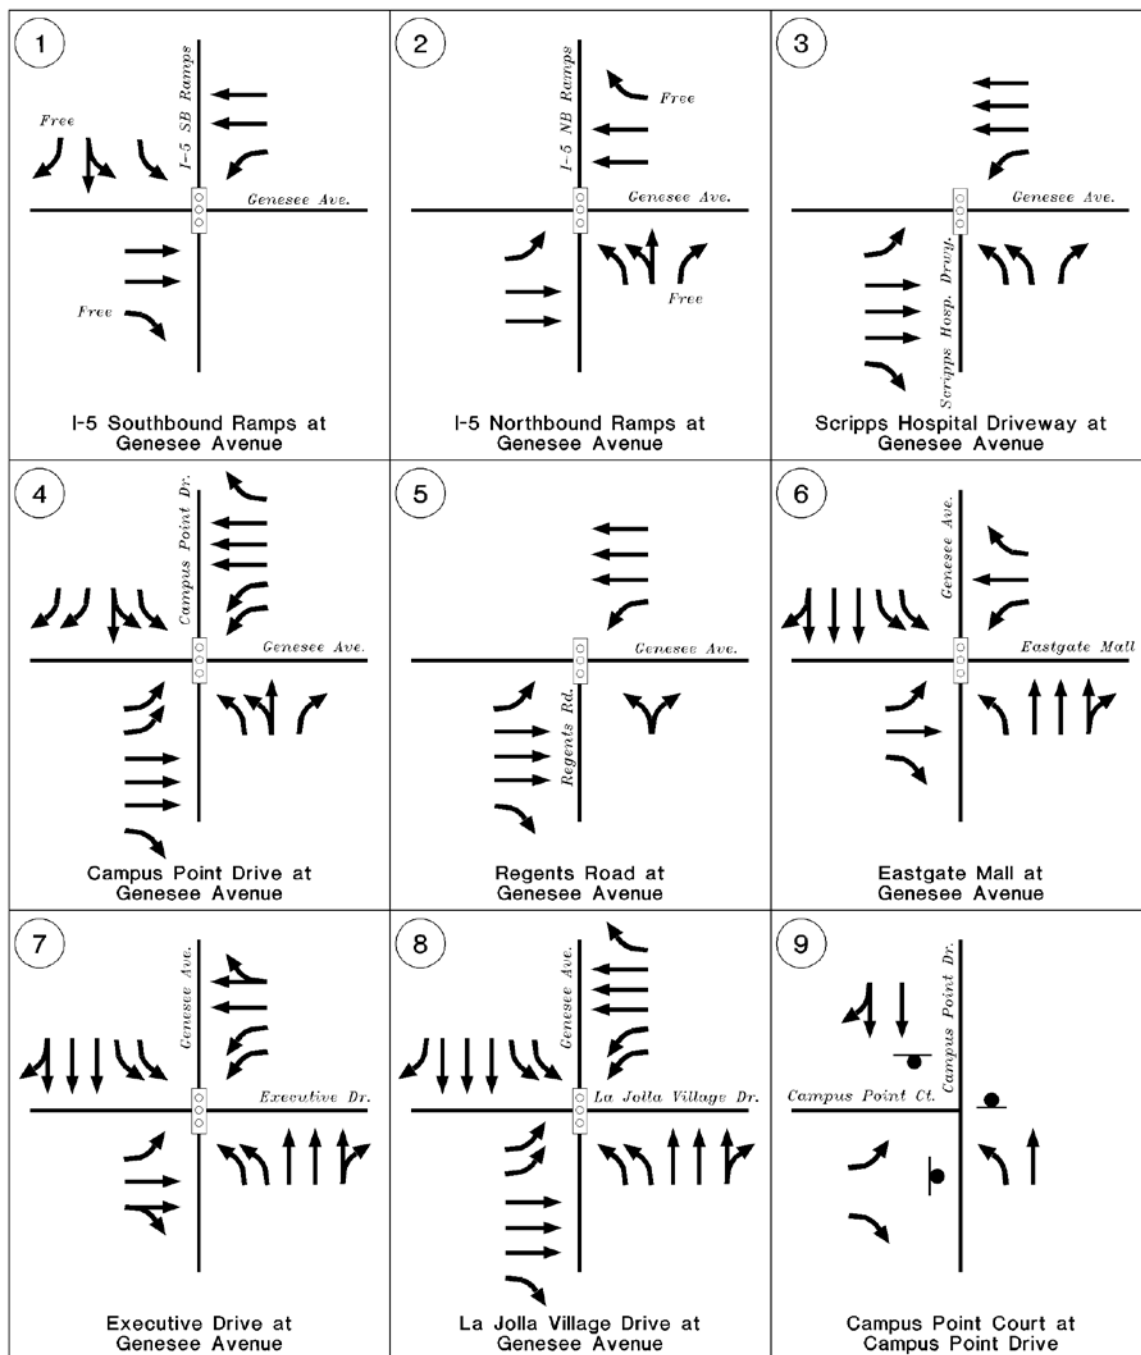 1
I-5 SB Ramps
Free
Genesee Ave.
Free
I-5 Southbound Ramps at
Genesee Avenue
2
I-5 NB Ramps
Free
Genesee Ave.
Free
I-5 Northbound Ramps at
Genesee Avenue
3
Genesee Ave.
Scripps Hosp. Drwy.
Scripps Hospital Driveway at
Genesee Avenue
4
Campus Point Dr.
Genesee Ave.
Campus Point Drive at
Genesee Avenue
5
Genesee Ave.
Regents Rd.
Regents Road at
Genesee Avenue
6
Genesee Ave.
Eastgate Mall
Eastgate Mall at
Genesee Avenue
7
Genesee Ave.
Executive Dr.
Executive Drive at
Genesee Avenue
8
Genesee Ave.
La Jolla Village Dr.
La Jolla Village Drive at
Genesee Avenue
9
Campus Point Dr.
Campus Point Ct.
Campus Point Court at
Campus Point Drive